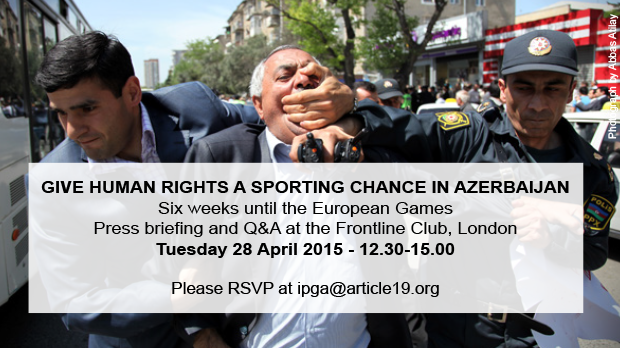 Photograph by Abbas Atilay
GIVE HUMAN RIGHTS A SPORTING CHANCE IN AZERBAIJAN
Six weeks until the European Games
Press briefing and Q&A at the Frontline Club, London
Tuesday 28 April 2015 - 12.30-15.00
Please RSVP at ipga@article19.org
POLIS
PPX